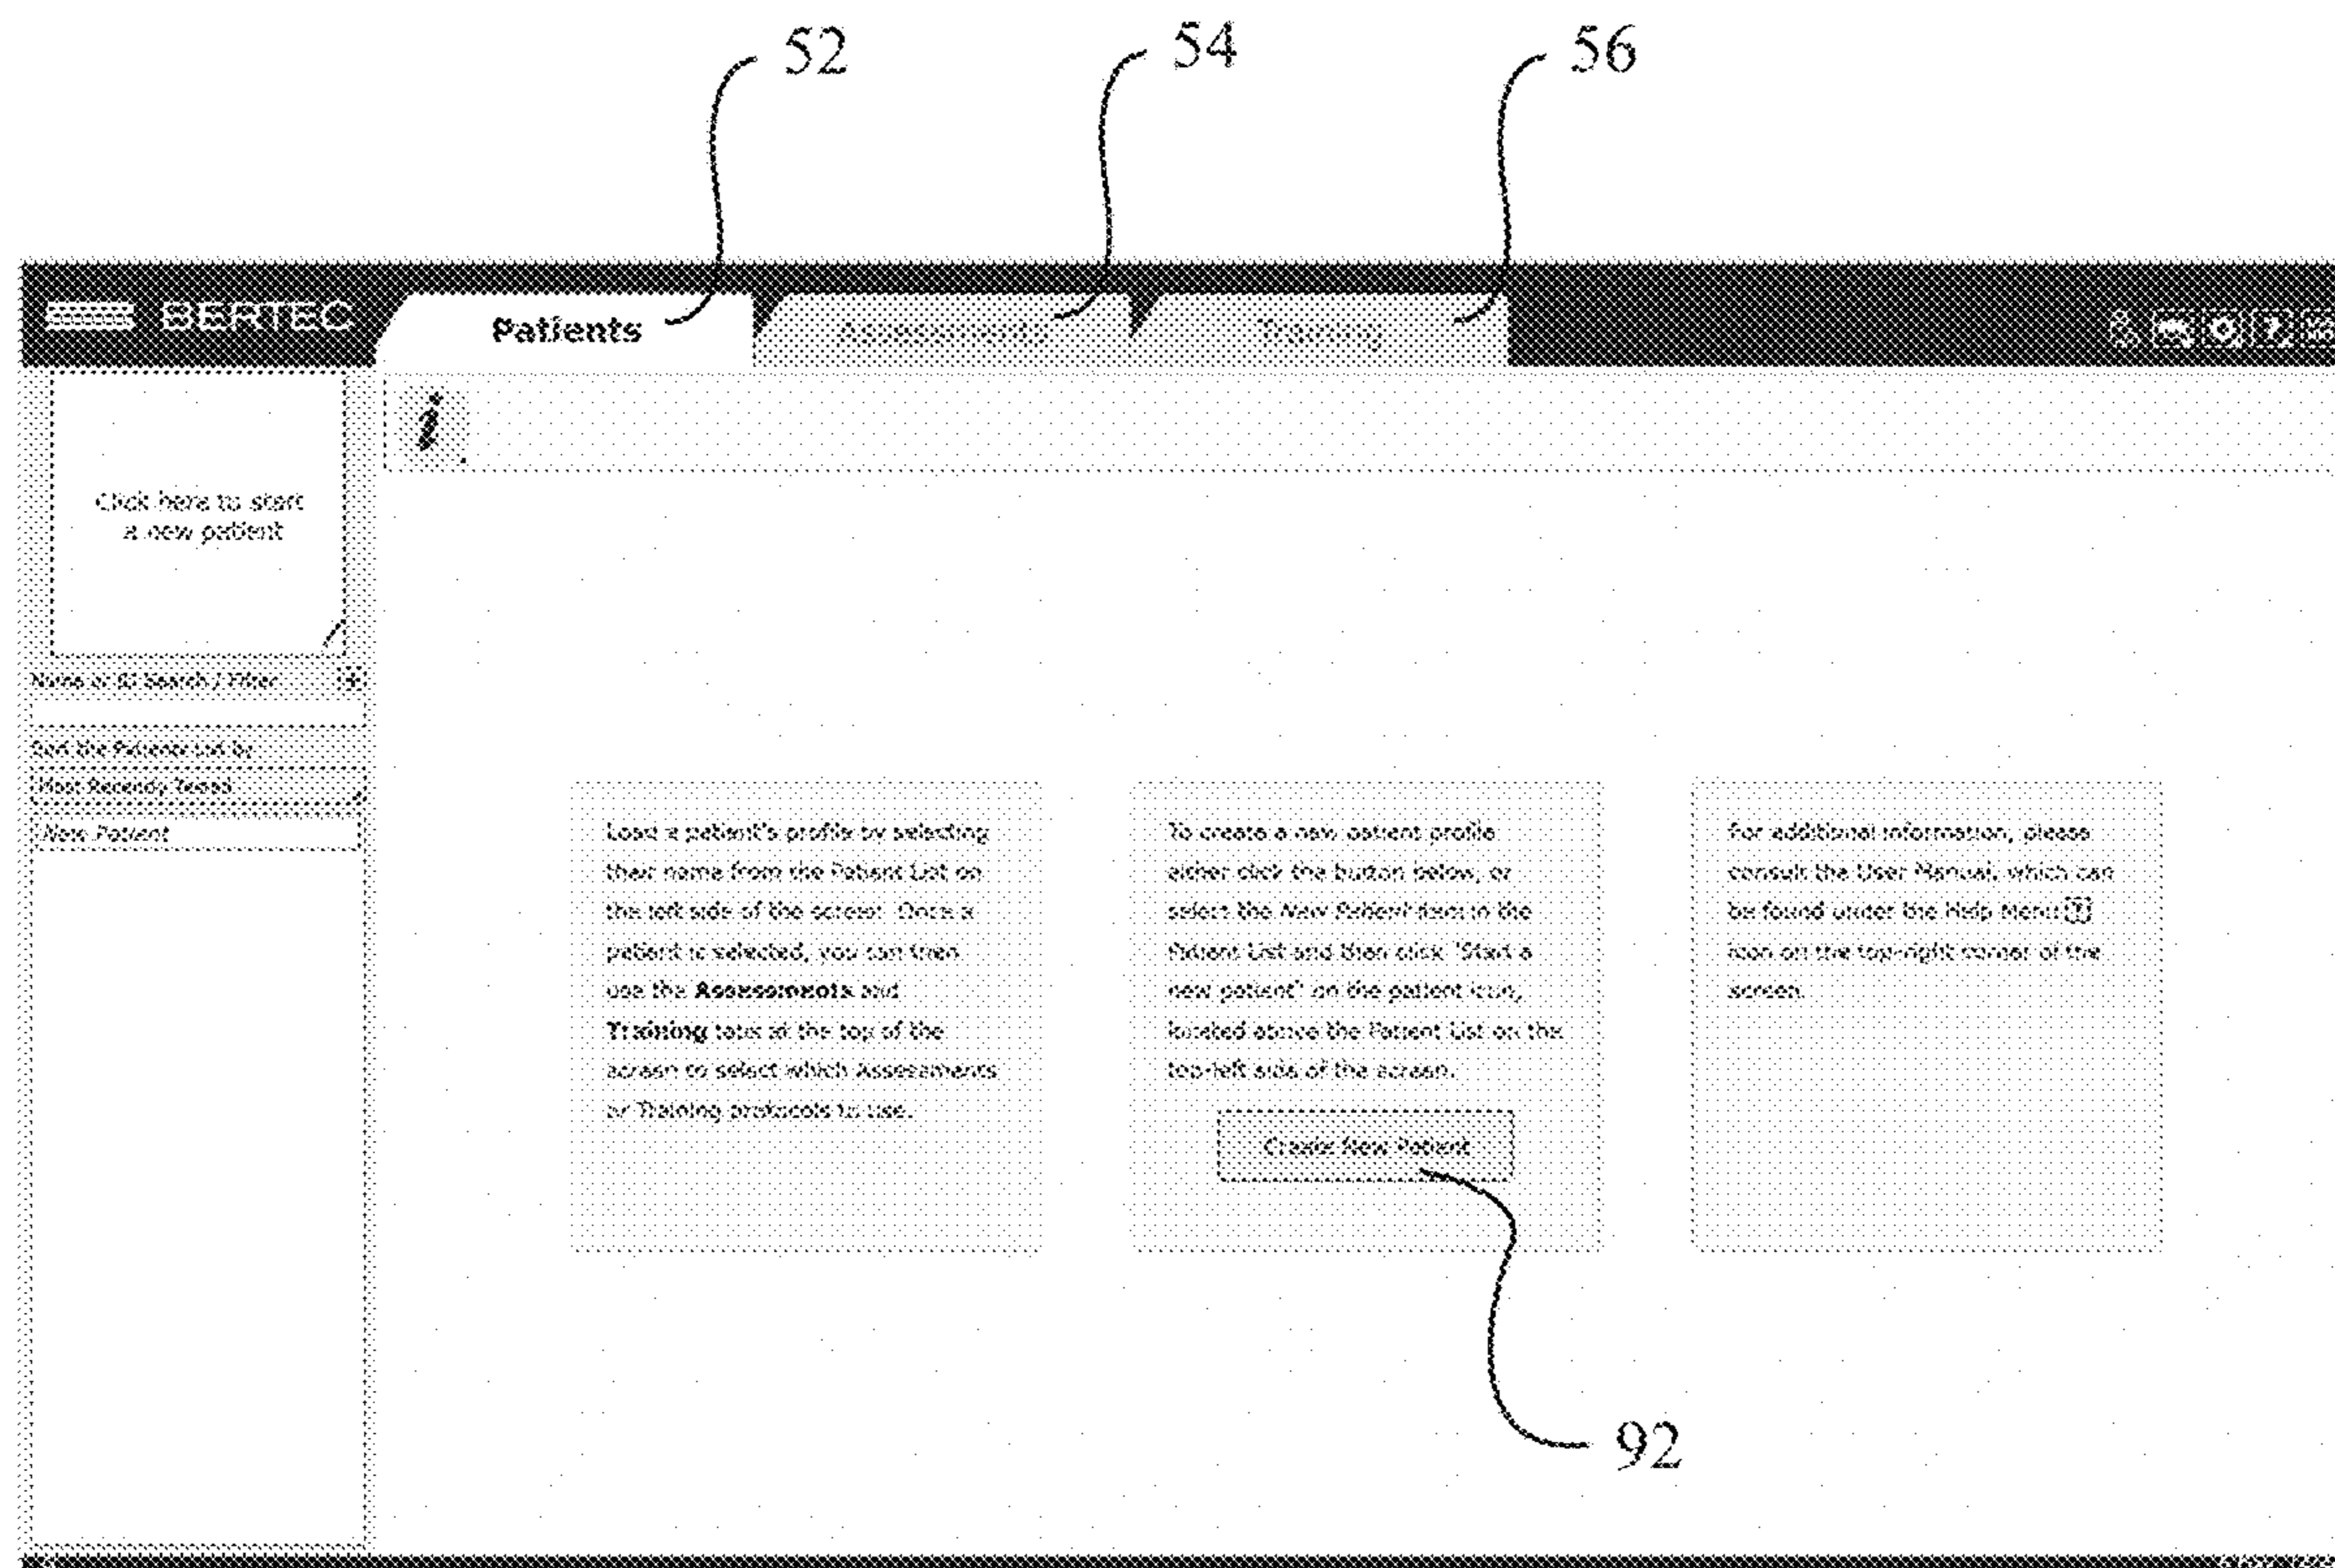 52
54
56
BERTEC
Patients
Assessments
Training
i
Click here to start
a new patient
Name or ID Search / Filter
Sort the Patients List by
Most Recently Tested
New Patient
Load a patient's profile by selecting
their name from the Patient List on
the left side of the screen. Once a
patient is selected, you can then
use the Assessments and
Training tabs at the top of the
screen to select which Assessments
or Training protocols to use.
To create a new patient profile
either click the button below, or
select the New Patient item in the
Patient List and then click 'Start a
new patient' on the patient icon,
located above the Patient List on the
top-left side of the screen.
Create New Patient
For additional information, please
consult the User Manual, which can
be found under the Help Menu ?
icon on the top-right corner of the
screen.
92